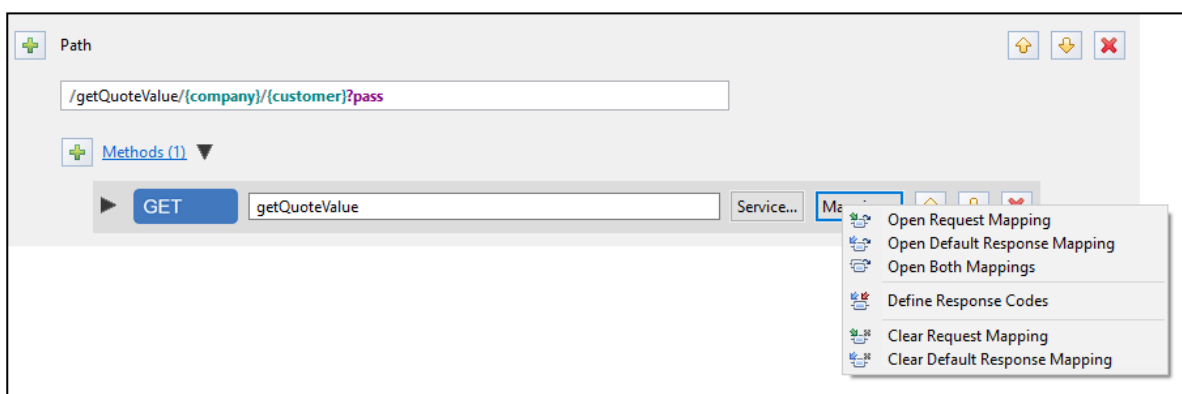 Path
/getQuoteValue/{company}/{customer}?pass
Methods (1)
GET getQuoteValue Service...
Open Request Mapping
Open Default Response Mapping
Open Both Mappings
Define Response Codes
Clear Request Mapping
Clear Default Response Mapping